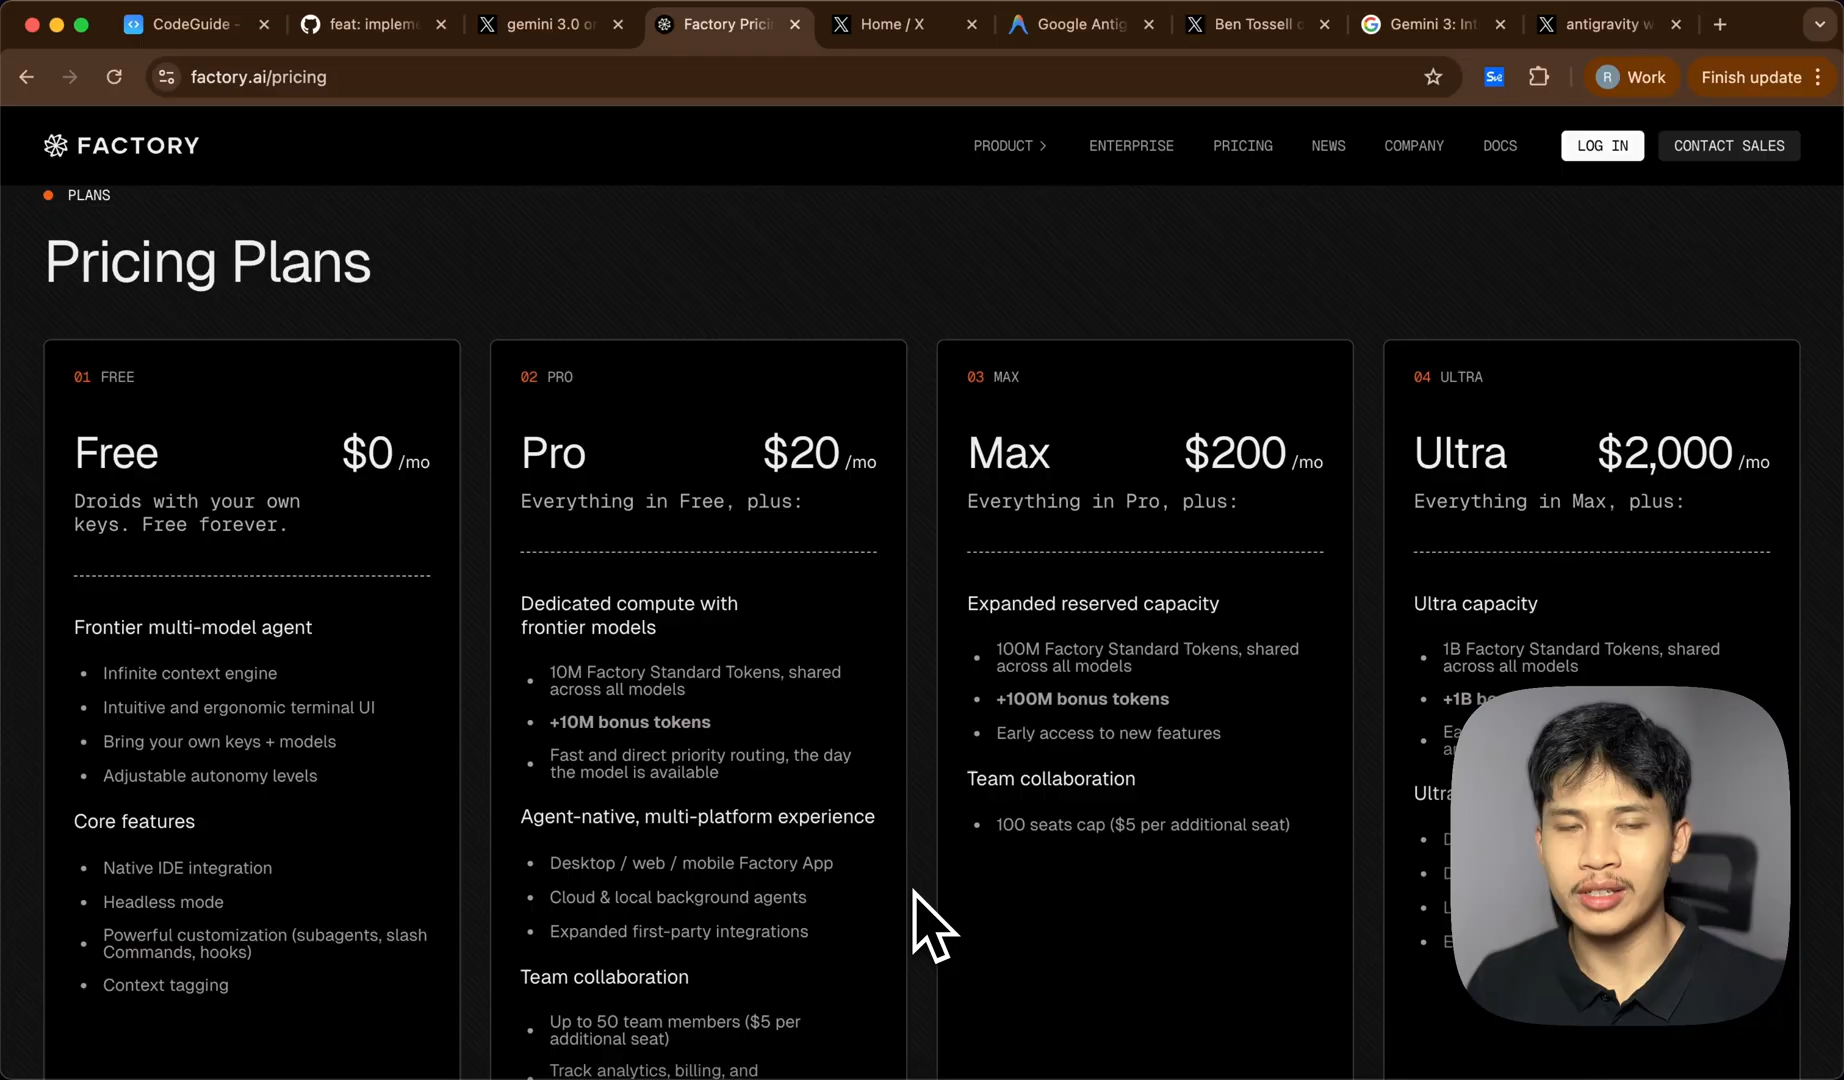 CodeGuide -
feat: implem
gemini 3.0 o
Factory Prici
Home / X
Google Antig
Ben Tossell
Gemini 3: Int
antigravity w
factory.ai/pricing
R Work
Finish update
FACTORY
PRODUCT
ENTERPRISE
PRICING
NEWS
COMPANY
DOCS
LOG IN
CONTACT SALES
PLANS
Pricing Plans
01 FREE
Free $0 /mo
Droids with your own
keys. Free forever.
Frontier multi-model agent
Infinite context engine
Intuitive and ergonomic terminal UI
Bring your own keys + models
Adjustable autonomy levels
Core features
Native IDE integration
Headless mode
Powerful customization (subagents, slash
Commands, hooks)
Context tagging
02 PRO
Pro $20 /mo
Everything in Free, plus:
Dedicated compute with
frontier models
10M Factory Standard Tokens, shared
across all models
+10M bonus tokens
Fast and direct priority routing, the day
the model is available
Agent-native, multi-platform experience
Desktop / web / mobile Factory App
Cloud & local background agents
Expanded first-party integrations
Team collaboration
Up to 50 team members ($5 per
additional seat)
Track analytics, billing, and
03 MAX
Max $200 /mo
Everything in Pro, plus:
Expanded reserved capacity
100M Factory Standard Tokens, shared
across all models
+100M bonus tokens
Early access to new features
Team collaboration
100 seats cap ($5 per additional seat)
04 ULTRA
Ultra $2,000 /mo
Everything in Max, plus:
Ultra capacity
1B Factory Standard Tokens, shared
across all models
+1B